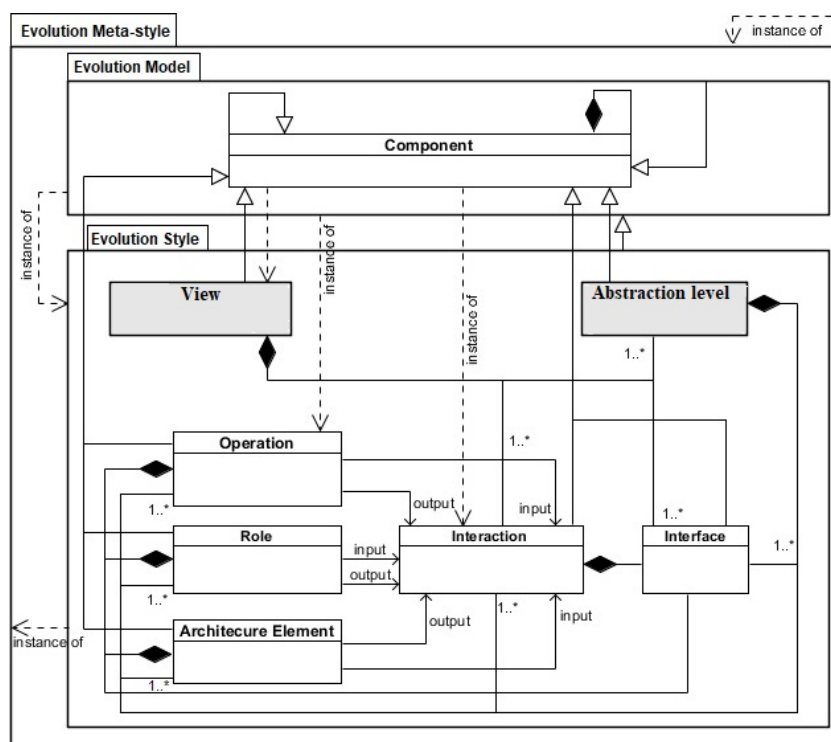 Evolution Meta-style
instance of
Evolution Model
Component
instance of
Evolution Style
instance of
View
Abstraction level
instance of
1..*
Operation
1..*
1..*
output
input
Role
input
output
1..*
Interaction
1..*
Interface
1..*
1..*
Architecure Element
output
input
1..*
instance of